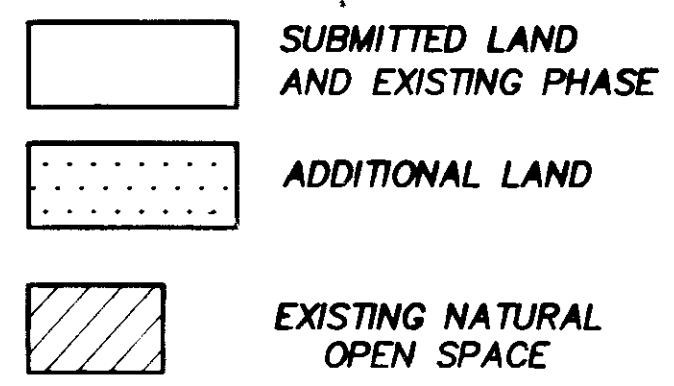 SUBMITTED LAND
AND EXISTING PHASE
ADDITIONAL LAND
EXISTING NATURAL
OPEN SPACE